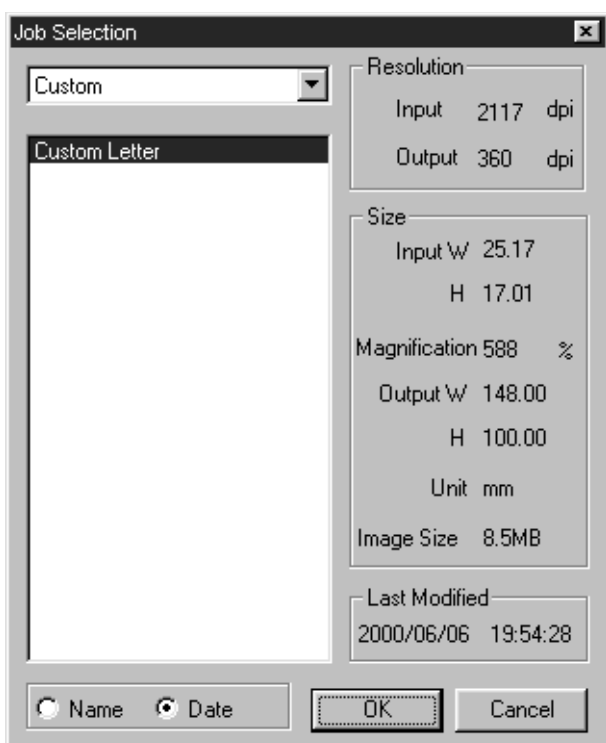 Job Selection
Custom
Custom Letter
Resolution
Input 2117 dpi
Output 360 dpi
Size
Input W 25.17
H 17.01
Magnification 588 %
Output W 148.00
H 100.00
Unit mm
Image Size 8.5MB
Last Modified
2000/06/06 19:54:28
Name Date
OK Cancel